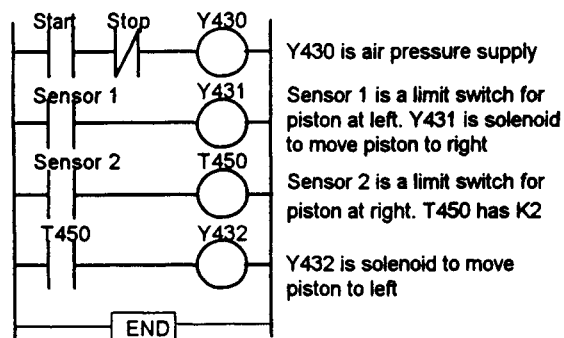 Start Stop Y430
Y430 is air pressure supply
Sensor 1 Y431
Sensor 1 is a limit switch for
piston at left. Y431 is solenoid
to move piston to right
Sensor 2 T450
Sensor 2 is a limit switch for
piston at right. T450 has K2
T450 Y432
Y432 is solenoid to move
piston to left
END